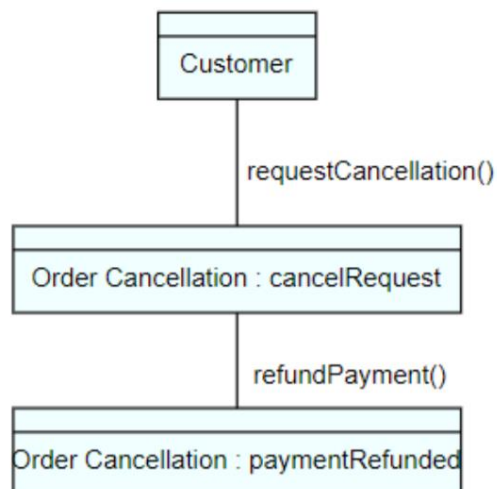 Customer
requestCancellation()
Order Cancellation : cancelRequest
refundPayment()
Order Cancellation : paymentRefunded